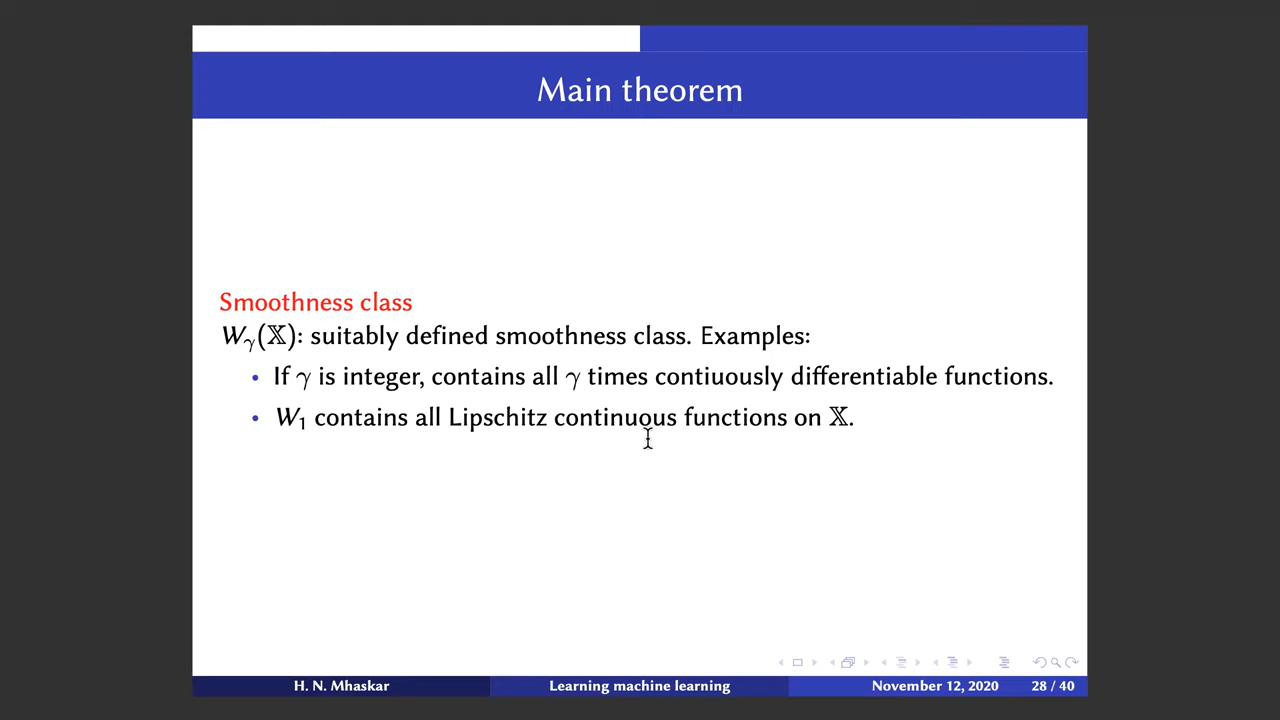 Main theorem
Smoothness class
W_γ(𝕏): suitably defined smoothness class. Examples:
• If γ is integer, contains all γ times contiuously differentiable functions.
• W₁ contains all Lipschitz continuous functions on 𝕏.
H. N. Mhaskar Learning machine learning November 12, 2020 28 / 40